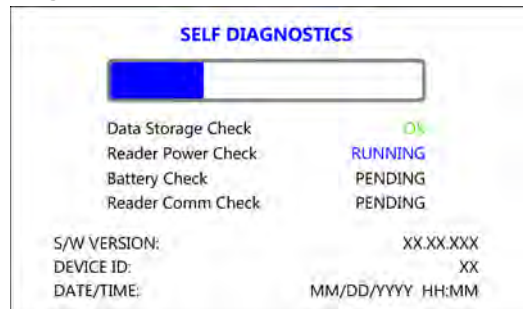 SELF DIAGNOSTICS
Data Storage Check OK
Reader Power Check RUNNING
Battery Check PENDING
Reader Comm Check PENDING
S/W VERSION: XX.XX.XXX
DEVICE ID: XX
DATE/TIME: MM/DD/YYYY HH:MM